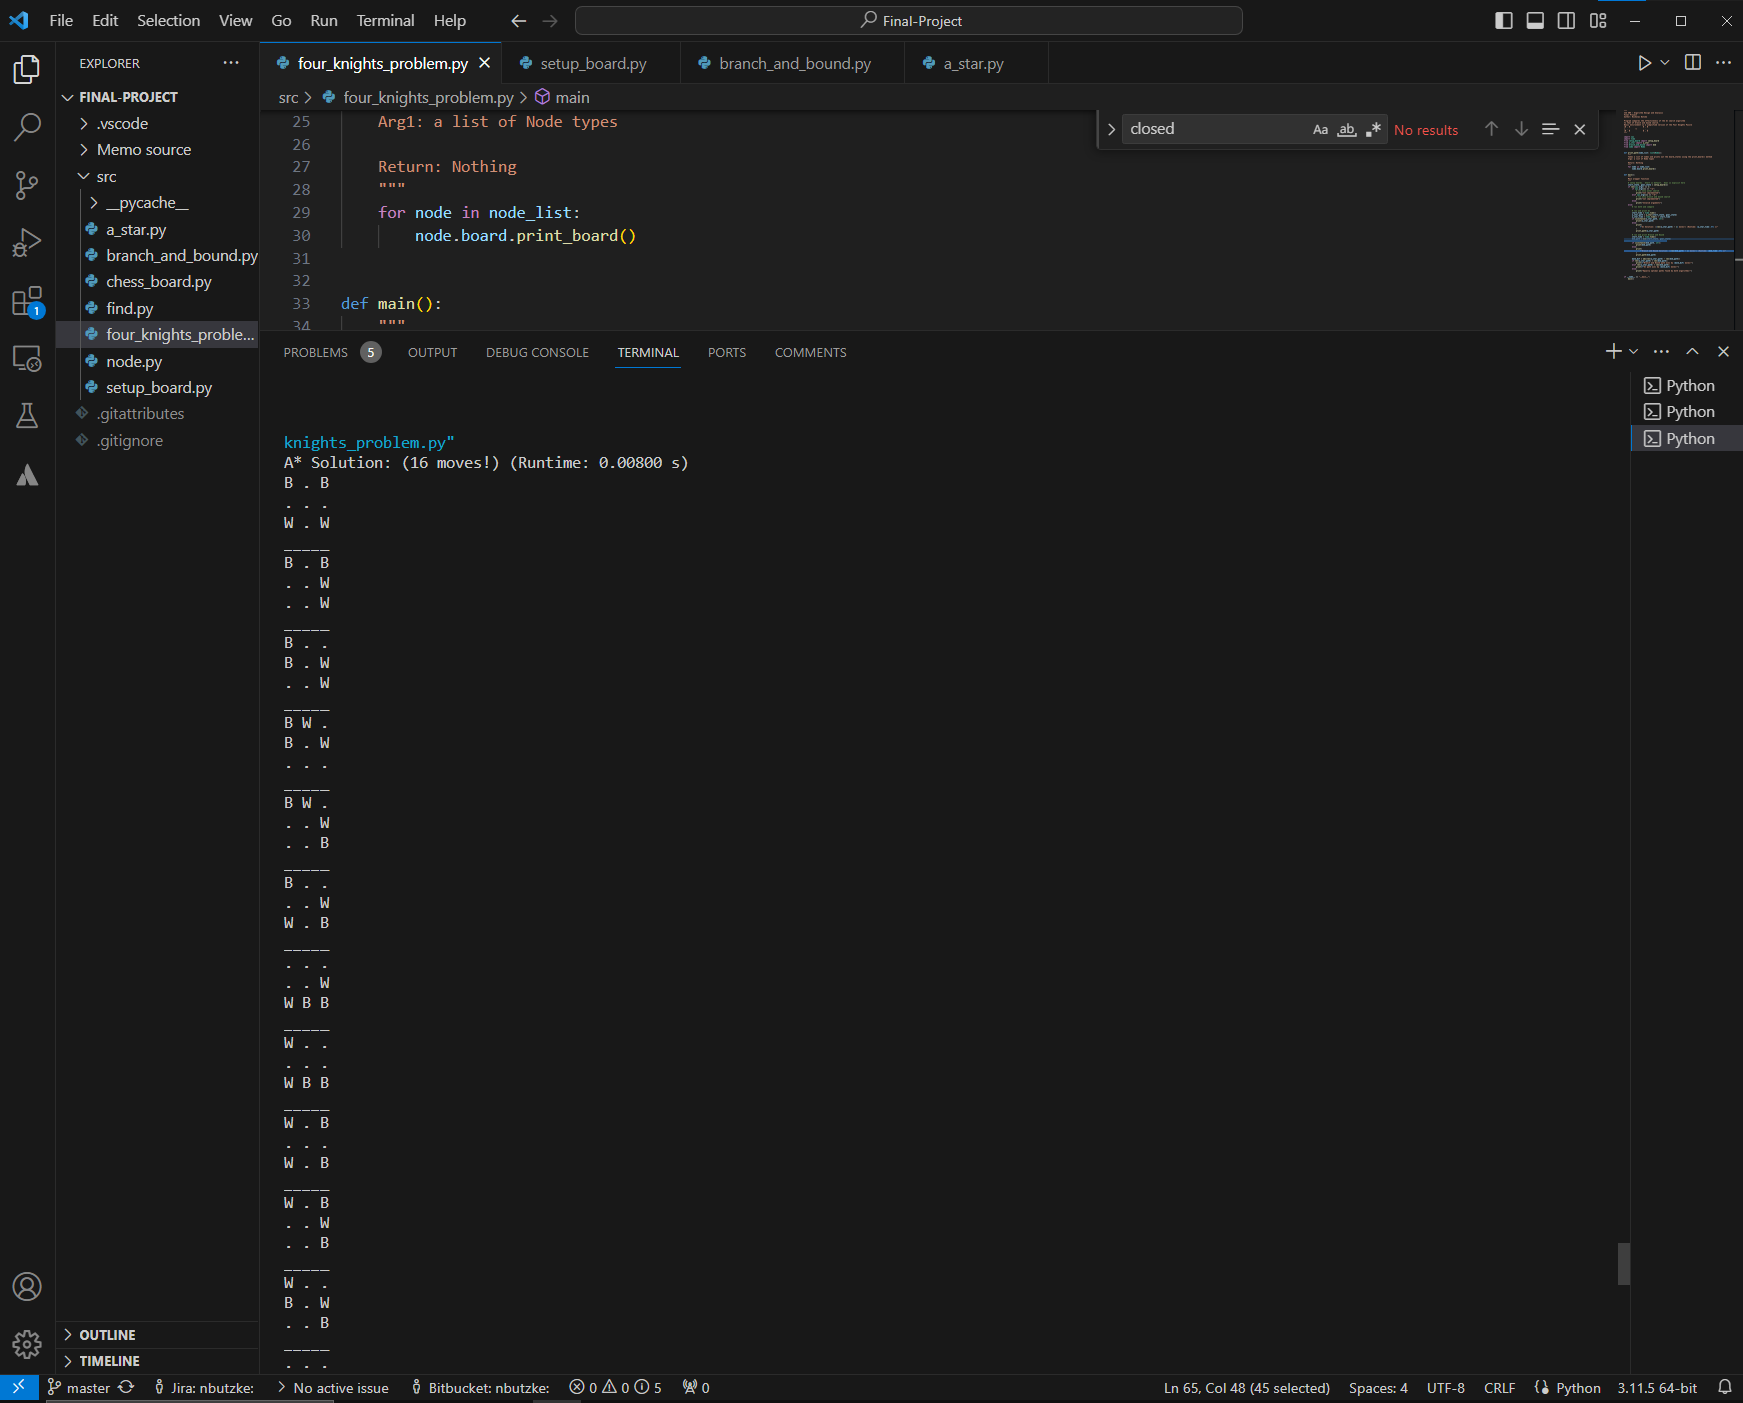 File Edit Selection View Go Run Terminal Help
Final-Project
EXPLORER
FINAL-PROJECT
.vscode
Memo source
src
__pycache__
a_star.py
branch_and_bound.py
chess_board.py
find.py
four_knights_proble...
node.py
setup_board.py
.gitattributes
.gitignore
OUTLINE
TIMELINE
four_knights_problem.py setup_board.py branch_and_bound.py a_star.py
src > four_knights_problem.py > main
closed Aa ab .* No results
25 Arg1: a list of Node types
26
27 Return: Nothing
28 """
29 for node in node_list:
30 node.board.print_board()
31
32
33 def main():
34 """
PROBLEMS 5 OUTPUT DEBUG CONSOLE TERMINAL PORTS COMMENTS
Python
Python
Python
knights_problem.py"
A* Solution: (16 moves!) (Runtime: 0.00800 s)
B . B
. . .
W . W
_____
B . B
. . W
. . W
_____
B . .
B . W
. . W
_____
B W .
B . W
. . .
_____
B W .
. . W
. . B
_____
B . .
. . W
W . B
_____
. . .
. . W
W B B
_____
W . .
. . .
W B B
_____
W . B
. . .
W . B
_____
W . B
. . W
. . B
_____
W . .
B . W
. . B
_____
. . .
1
master Jira: nbutzke: No active issue Bitbucket: nbutzke: 0 0 5 0 Ln 65, Col 48 (45 selected) Spaces: 4 UTF-8 CRLF Python 3.11.5 64-bit